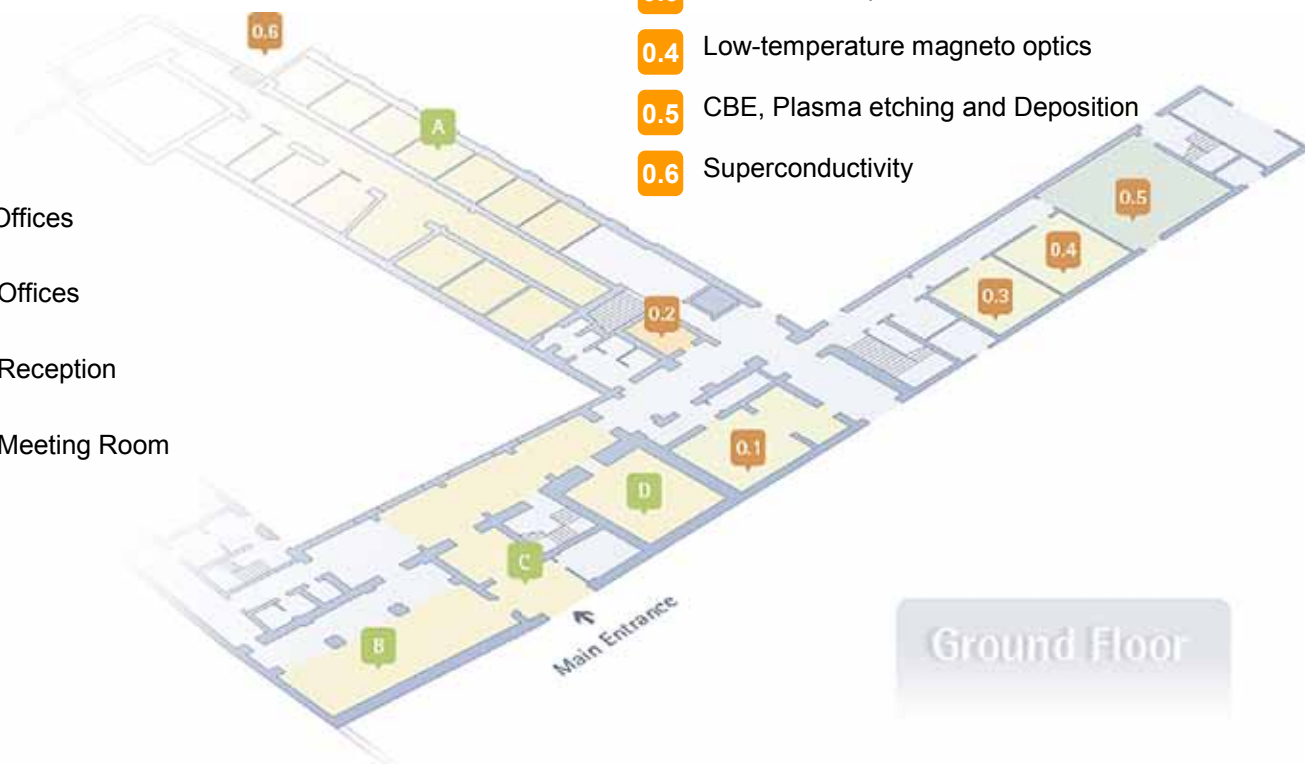 0.6
0.4 Low-temperature magneto optics
0.5 CBE, Plasma etching and Deposition
0.6 Superconductivity
A
Offices
Offices
Reception
Meeting Room
0.5
0.4
0.3
0.2
0.1
D
C
B
Main Entrance
Ground Floor